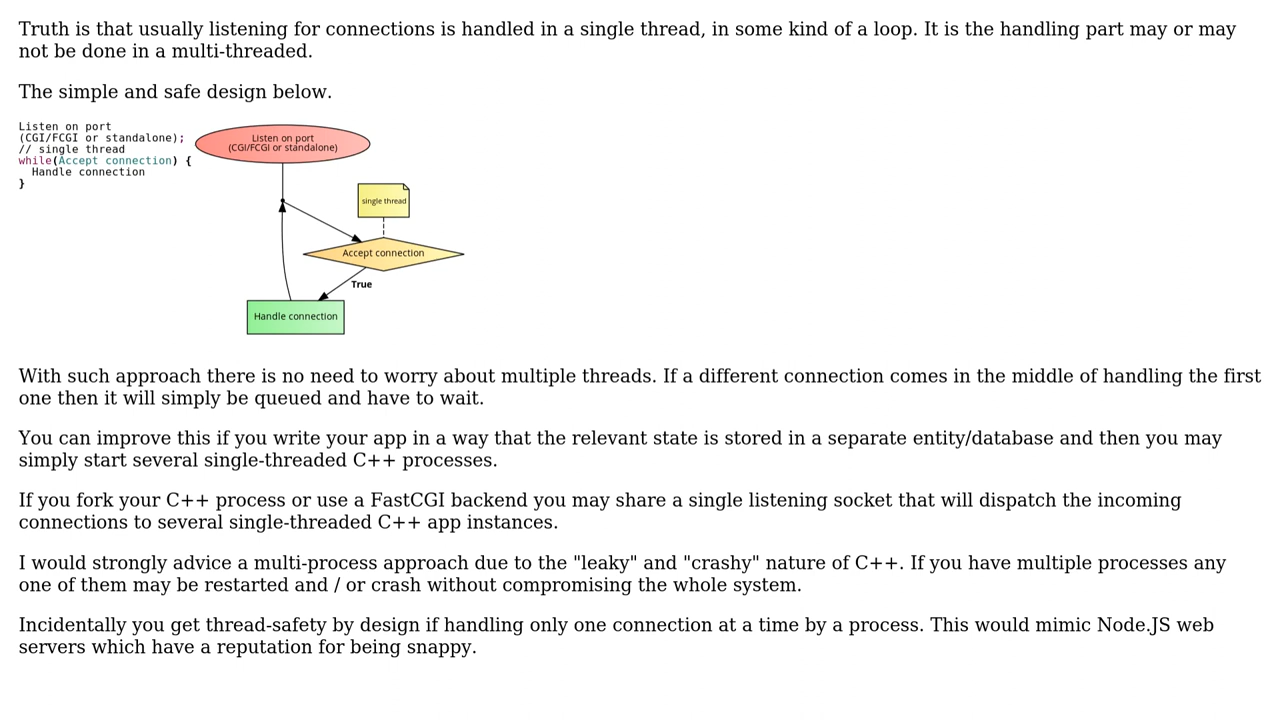 Truth is that usually listening for connections is handled in a single thread, in some kind of a loop. It is the handling part may or may
not be done in a multi-threaded.
The simple and safe design below.
Listen on port
(CGI/FCGI or standalone);
// single thread
while(Accept connection) {
  Handle connection
}
Listen on port
(CGI/FCGI or standalone)
single thread
Accept connection
True
Handle connection
With such approach there is no need to worry about multiple threads. If a different connection comes in the middle of handling the first
one then it will simply be queued and have to wait.
You can improve this if you write your app in a way that the relevant state is stored in a separate entity/database and then you may
simply start several single-threaded C++ processes.
If you fork your C++ process or use a FastCGI backend you may share a single listening socket that will dispatch the incoming
connections to several single-threaded C++ app instances.
I would strongly advice a multi-process approach due to the "leaky" and "crashy" nature of C++. If you have multiple processes any
one of them may be restarted and / or crash without compromising the whole system.
Incidentally you get thread-safety by design if handling only one connection at a time by a process. This would mimic Node.JS web
servers which have a reputation for being snappy.